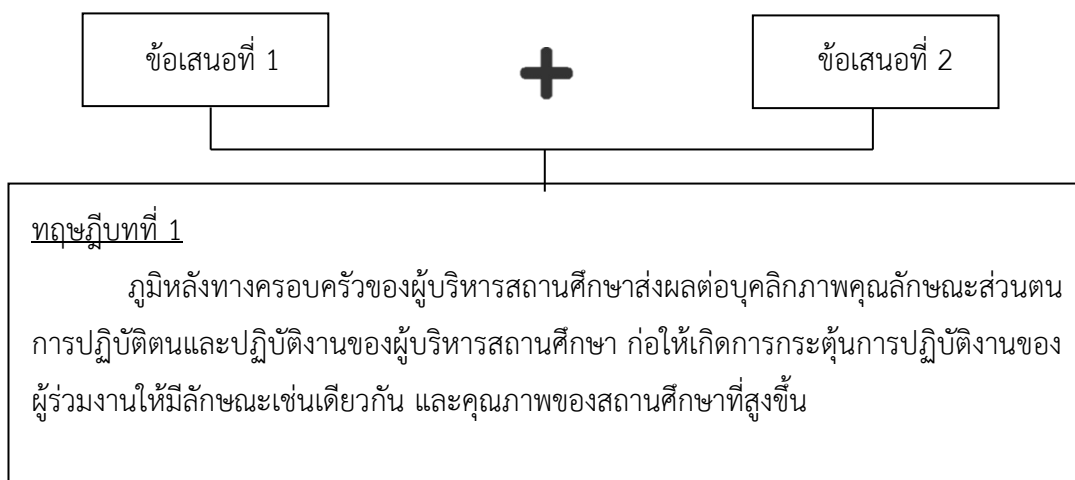 ข้อเสนอที่ 1
ข้อเสนอที่ 2
ทฤษฎีบทที่ 1
ภูมิหลังทางครอบครัวของผู้บริหารสถานศึกษาส่งผลต่อบุคลิกภาพคุณลักษณะส่วนตน
การปฏิบัติตนและปฏิบัติงานของผู้บริหารสถานศึกษา ก่อให้เกิดการกระตุ้นการปฏิบัติงานของ
ผู้ร่วมงานให้มีลักษณะเช่นเดียวกัน และคุณภาพของสถานศึกษาที่สูงขึ้น